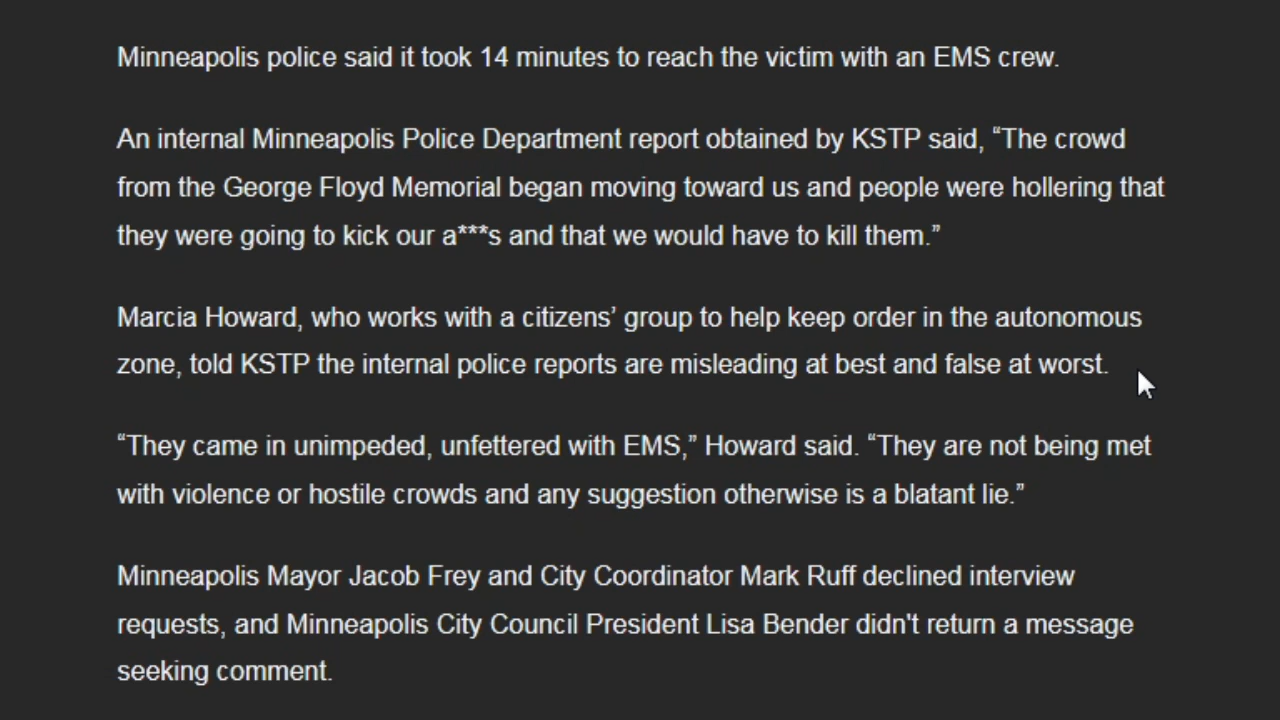 Minneapolis police said it took 14 minutes to reach the victim with an EMS crew.
An internal Minneapolis Police Department report obtained by KSTP said, “The crowd
from the George Floyd Memorial began moving toward us and people were hollering that
they were going to kick our a***s and that we would have to kill them.”
Marcia Howard, who works with a citizens’ group to help keep order in the autonomous
zone, told KSTP the internal police reports are misleading at best and false at worst.
“They came in unimpeded, unfettered with EMS,” Howard said. “They are not being met
with violence or hostile crowds and any suggestion otherwise is a blatant lie.”
Minneapolis Mayor Jacob Frey and City Coordinator Mark Ruff declined interview
requests, and Minneapolis City Council President Lisa Bender didn't return a message
seeking comment.